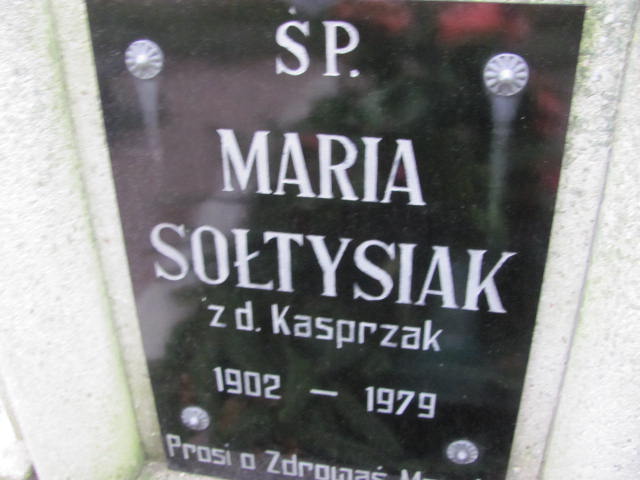 ŚP.
MARIA
SOŁTYSIAK
z d. Kasprzak
1902 – 1979
Prosi o Zdrowaś